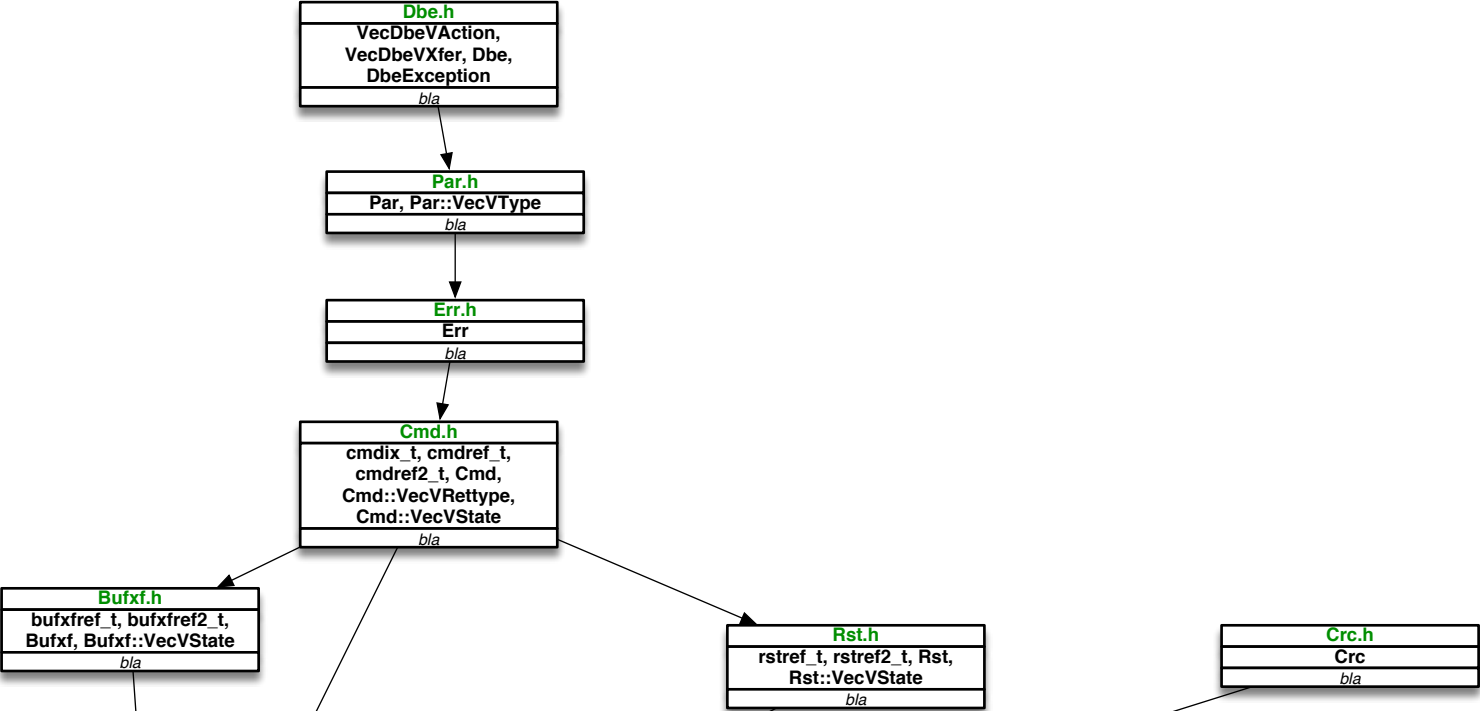 Dbe.h
VecDbeVAction,
VecDbeVXfer, Dbe,
DbeException
bla
Par.h
Par, Par::VecVType
bla
Err.h
Err
bla
Cmd.h
cmdix_t, cmdref_t,
cmdref2_t, Cmd,
Cmd::VecVRettype,
Cmd::VecVState
bla
Bufxf.h
bufxfref_t, bufxfref2_t,
Bufxf, Bufxf::VecVState
bla
Rst.h
rstref_t, rstref2_t, Rst,
Rst::VecVState
bla
Crc.h
Crc
bla